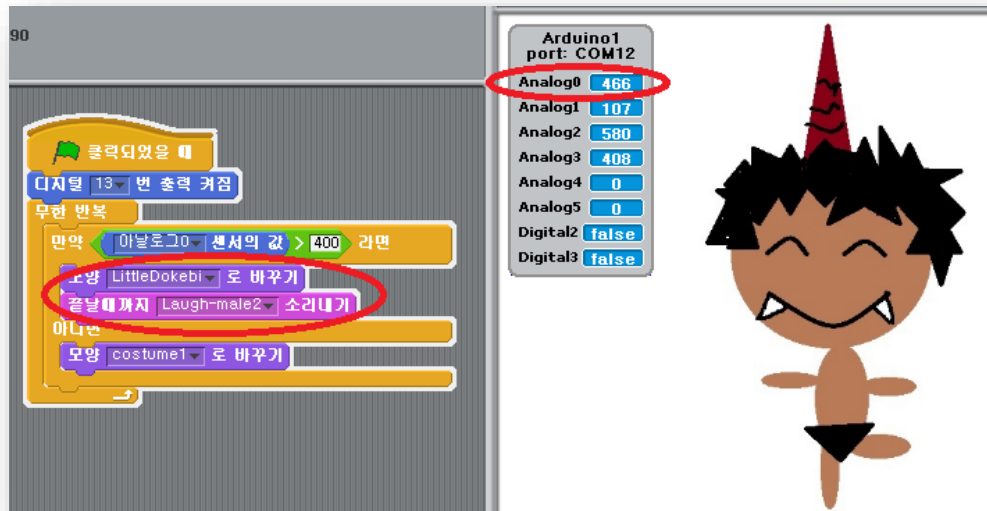 90
클릭되었을 때
디지털 13 번 출력 켜짐
무한 반복
만약 아날로그0 센서의 값 > 400 라면
모양 LittleDokebi 로 바꾸기
끝날때까지 Laugh-male2 소리내기
아니면
모양 costume1 로 바꾸기
Arduino1
port: COM12
Analog0 466
Analog1 107
Analog2 580
Analog3 408
Analog4 0
Analog5 0
Digital2 false
Digital3 false